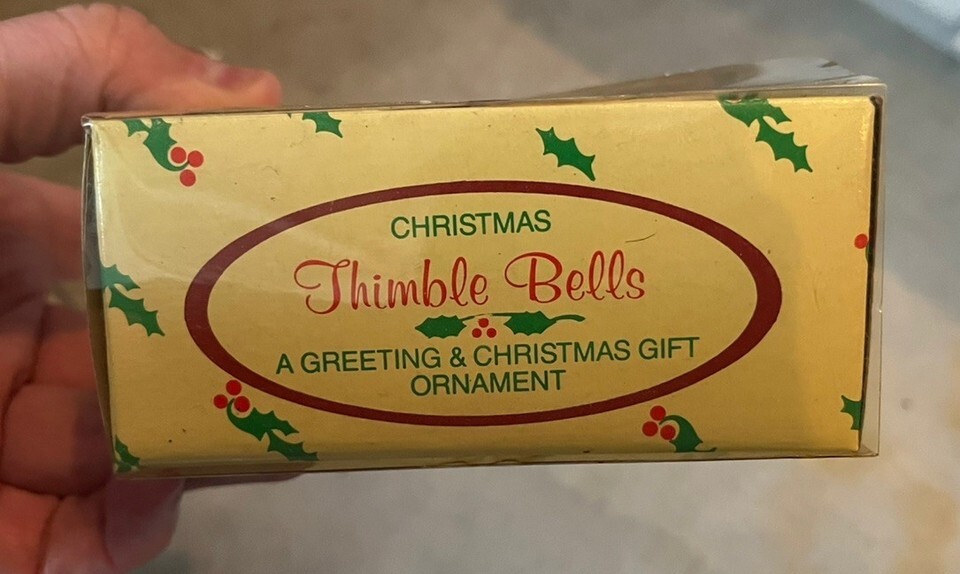 CHRISTMAS
Thimble Bells
A GREETING & CHRISTMAS GIFT
ORNAMENT